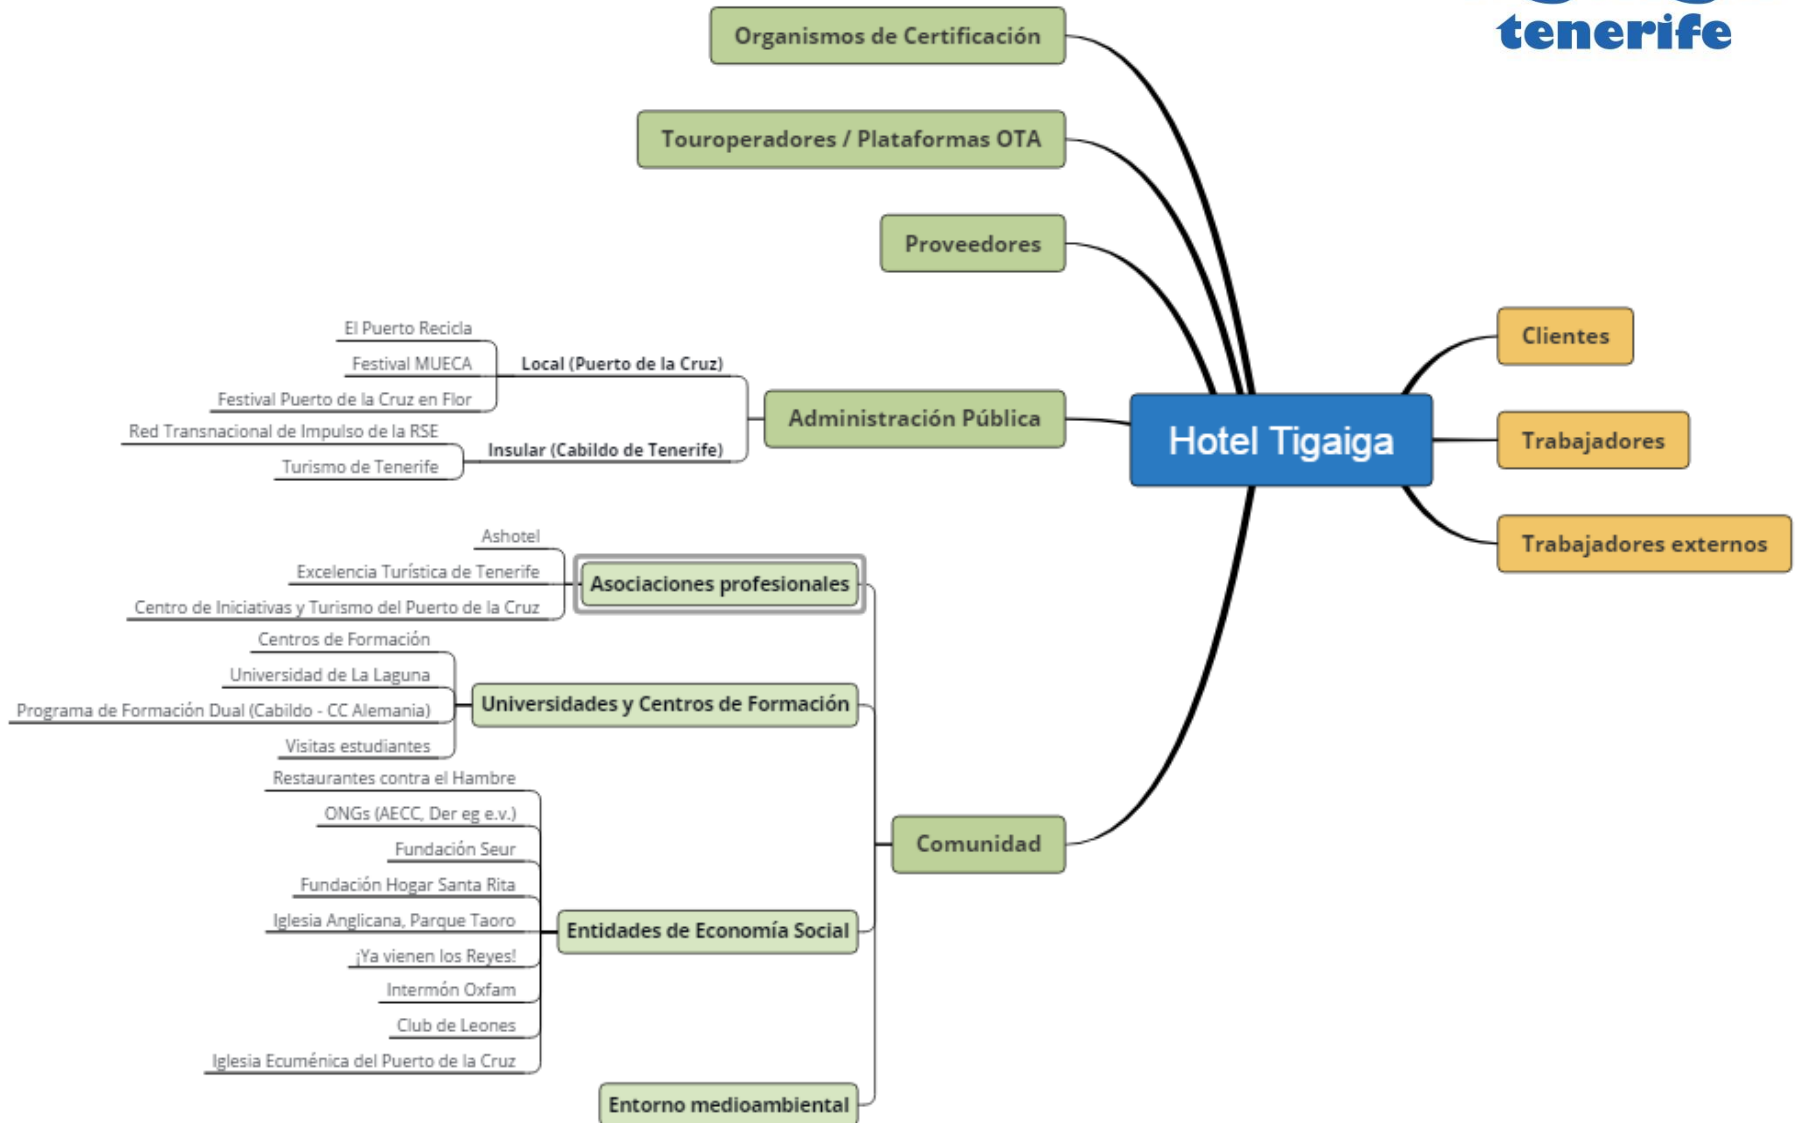 tenerife
Organismos de Certificación
Touroperadores / Plataformas OTA
Proveedores
Administración Pública
Local (Puerto de la Cruz)
El Puerto Recicla
Festival MUECA
Festival Puerto de la Cruz en Flor
Insular (Cabildo de Tenerife)
Red Transnacional de Impulso de la RSE
Turismo de Tenerife
Hotel Tigaiga
Clientes
Trabajadores
Trabajadores externos
Comunidad
Asociaciones profesionales
Ashotel
Excelencia Turística de Tenerife
Centro de Iniciativas y Turismo del Puerto de la Cruz
Universidades y Centros de Formación
Centros de Formación
Universidad de La Laguna
Programa de Formación Dual (Cabildo - CC Alemania)
Visitas estudiantes
Entidades de Economía Social
Restaurantes contra el Hambre
ONGs (AECC, Der eg e.v.)
Fundación Seur
Fundación Hogar Santa Rita
Iglesia Anglicana, Parque Taoro
¡Ya vienen los Reyes!
Intermón Oxfam
Club de Leones
Iglesia Ecuménica del Puerto de la Cruz
Entorno medioambiental